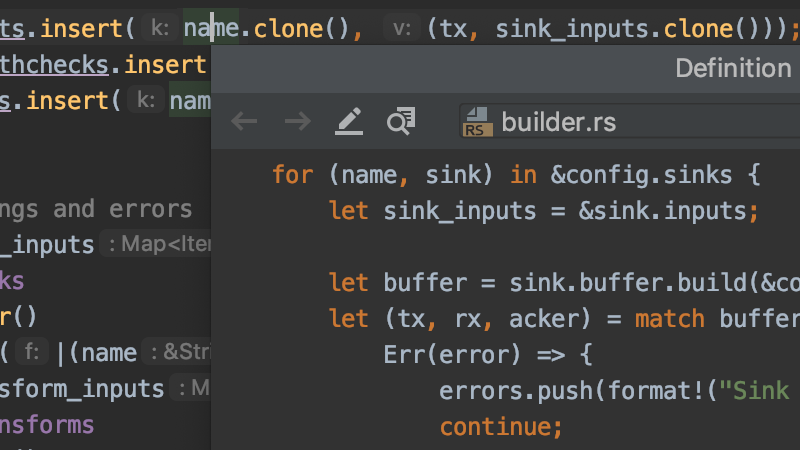 ts.insert( k: name.clone(), v: (tx, sink_inputs.clone()));
thchecks.insert
s.insert( k: nam
ngs and errors
_inputs : Map<Iter
ks
r()
( f: |(name : &Stri
sform_inputs : M
nsforms
Definition
RS builder.rs
for (name, sink) in &config.sinks {
let sink_inputs = &sink.inputs;
let buffer = sink.buffer.build(&co
let (tx, rx, acker) = match buffer
Err(error) => {
errors.push(format!("Sink
continue;